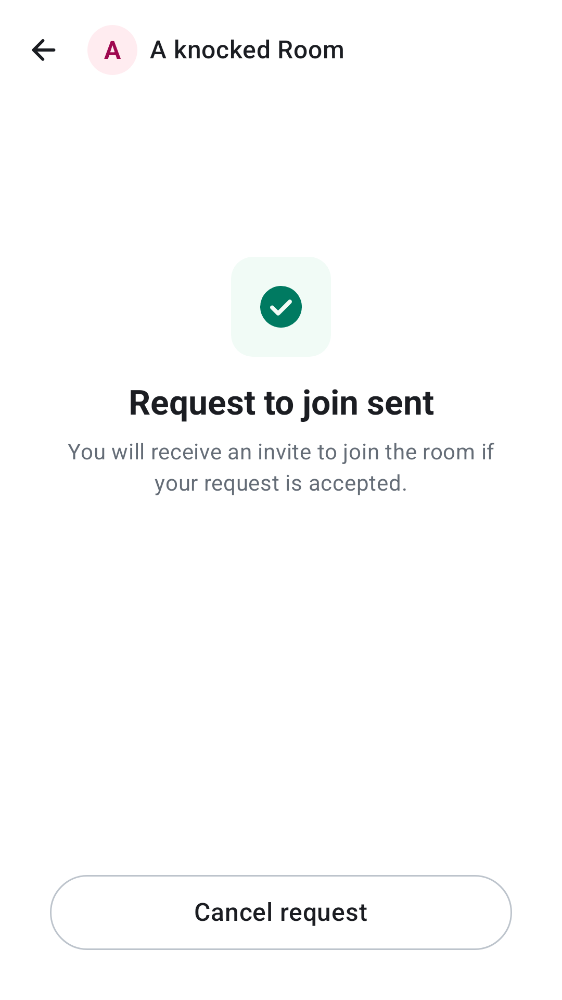 A
A knocked Room
Request to join sent
You will receive an invite to join the room if
your request is accepted.
Cancel request